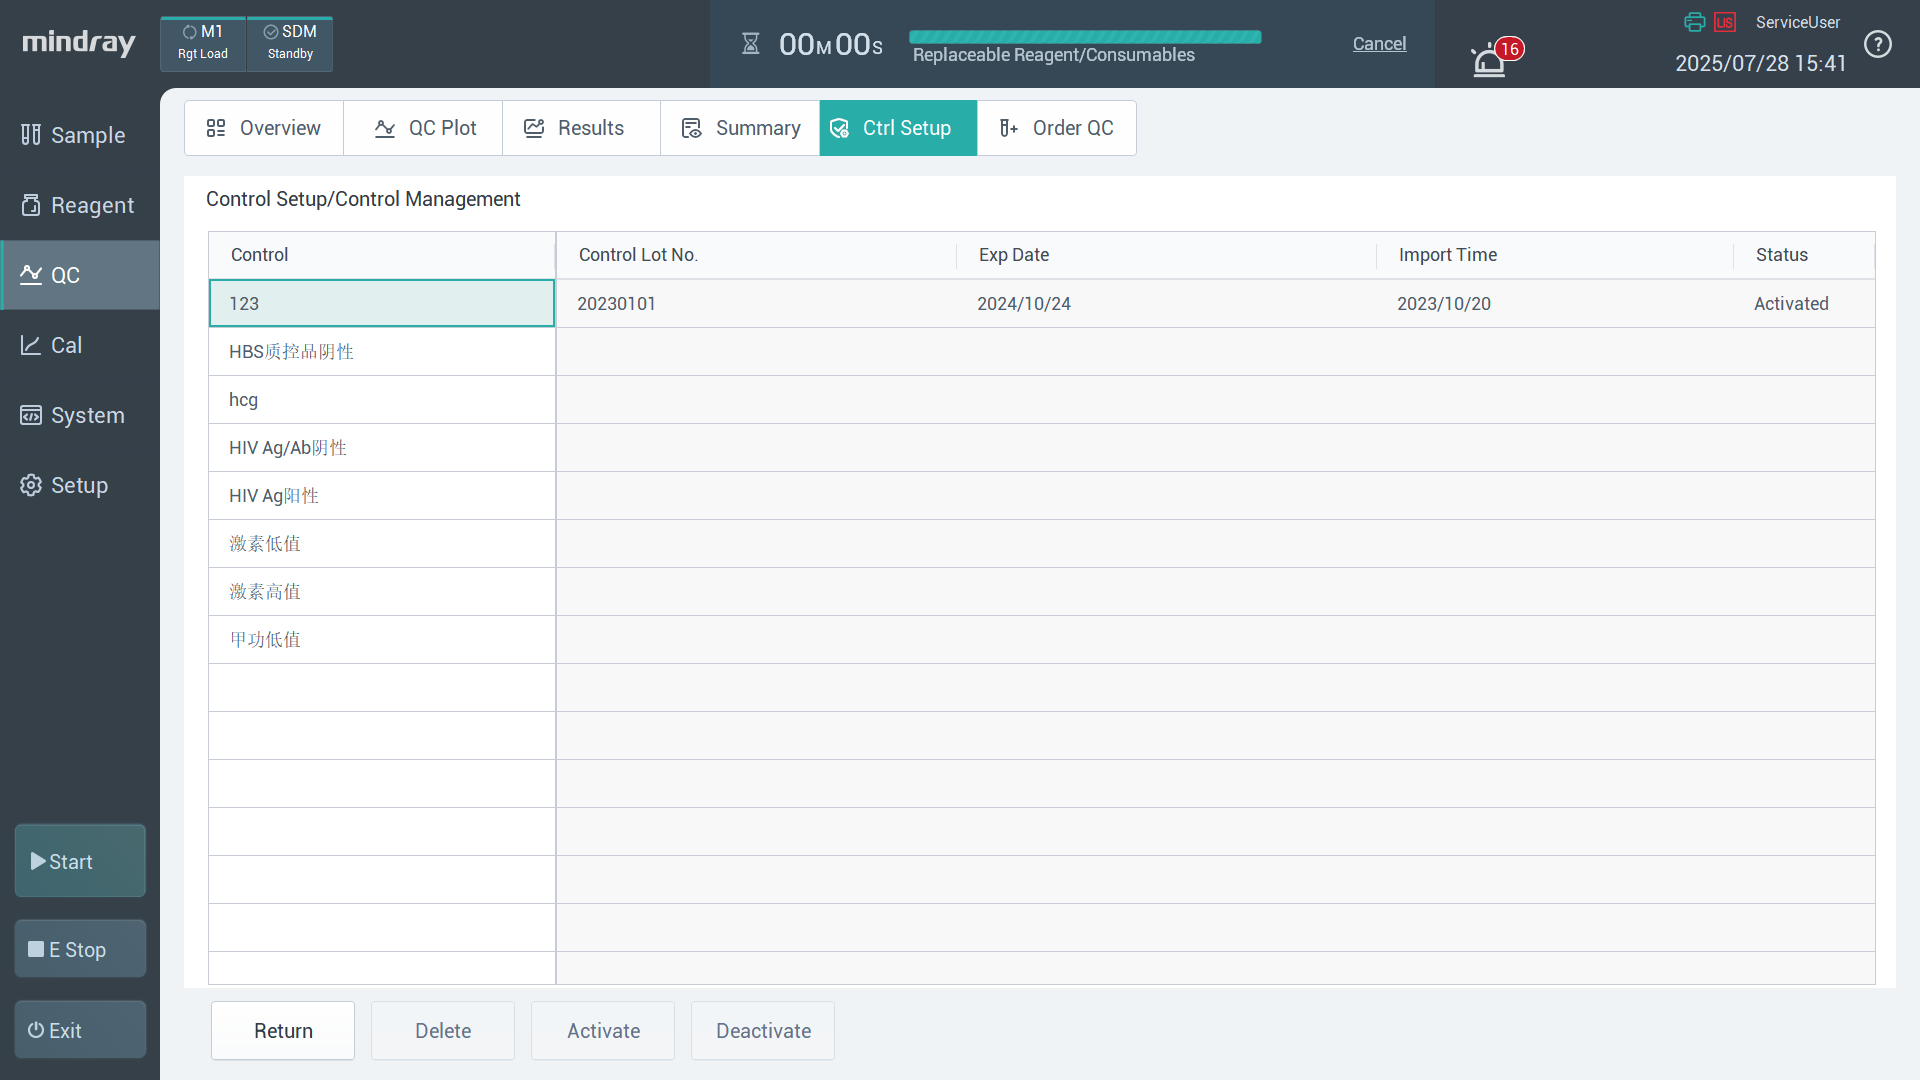 mindray
M1
Rgt Load
SDM
Standby
00M00S
Replaceable Reagent/Consumables
Cancel
16
LIS
ServiceUser
2025/07/28 15:41
?
Sample
Reagent
QC
Cal
System
Setup
Start
E Stop
Exit
Overview
QC Plot
Results
Summary
Ctrl Setup
Order QC
Control Setup/Control Management
Control Control Lot No. Exp Date Import Time Status
123 20230101 2024/10/24 2023/10/20 Activated
HBS质控品阴性
hcg
HIV Ag/Ab阴性
HIV Ag阳性
激素低值
激素高值
甲功低值
Return
Delete
Activate
Deactivate